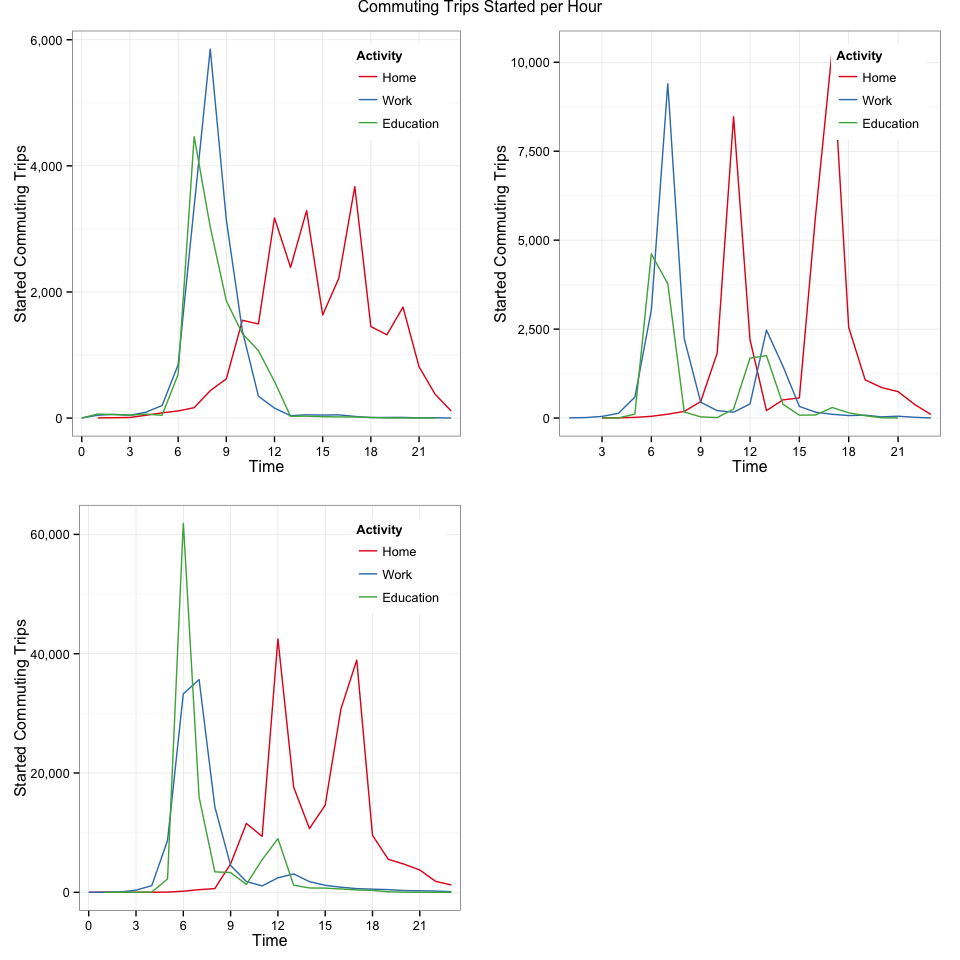 Commuting Trips Started per Hour
Started Commuting Trips
6,000
4,000
2,000
0
Activity
Home
Work
Education
0 3 6 9 12 15 18 21
Time
Started Commuting Trips
10,000
7,500
5,000
2,500
0
Activity
Home
Work
Education
3 6 9 12 15 18 21
Time
Started Commuting Trips
60,000
40,000
20,000
0
Activity
Home
Work
Education
0 3 6 9 12 15 18 21
Time